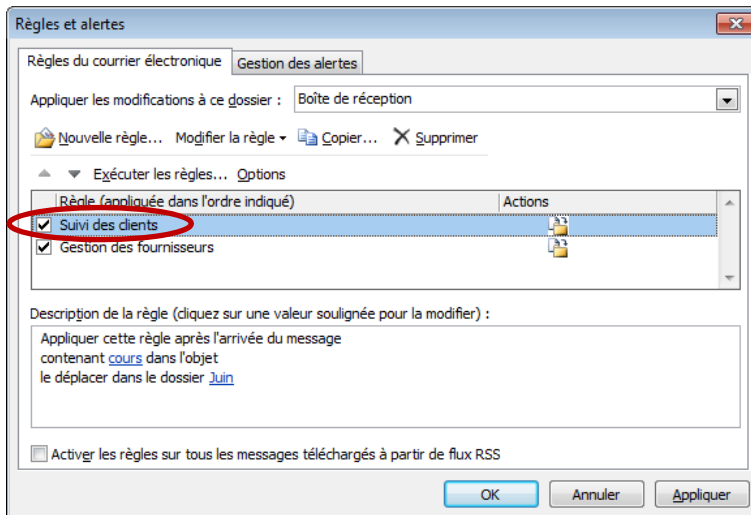 Règles et alertes
Règles du courrier électronique Gestion des alertes
Appliquer les modifications à ce dossier : Boîte de réception
Nouvelle règle... Modifier la règle Copier... Supprimer
Exécuter les règles... Options
Règle (appliquée dans l'ordre indiqué) Actions
Suivi des clients
Gestion des fournisseurs
Description de la règle (cliquez sur une valeur soulignée pour la modifier) :
Appliquer cette règle après l'arrivée du message
contenant cours dans l'objet
le déplacer dans le dossier Juin
Activer les règles sur tous les messages téléchargés à partir de flux RSS
OK Annuler Appliquer